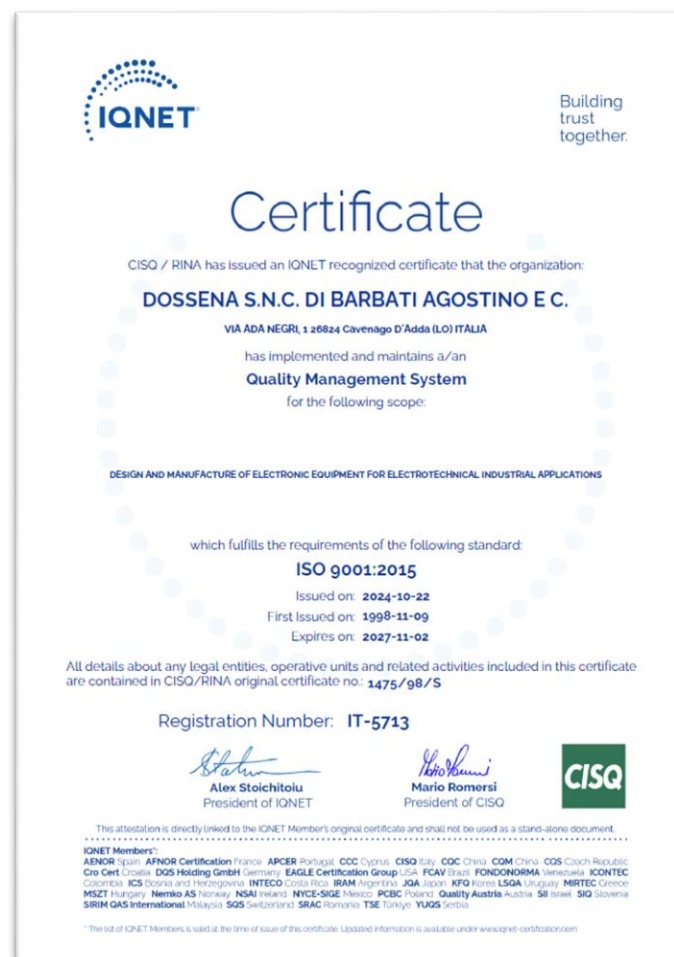 IQNET
Building
trust
together.
Certificate
CISQ / RINA has issued an IQNET recognized certificate that the organization:
DOSSENA S.N.C. DI BARBATI AGOSTINO E C.
VIA ADA NEGRI, 1 26824 Cavenago D'Adda (LO) ITALIA
has implemented and maintains a/an
Quality Management System
for the following scope:
DESIGN AND MANUFACTURE OF ELECTRONIC EQUIPMENT FOR ELECTROTECHNICAL INDUSTRIAL APPLICATIONS
which fulfills the requirements of the following standard:
ISO 9001:2015
Issued on: 2024-10-22
First Issued on: 1998-11-09
Expires on: 2027-11-02
All details about any legal entities, operative units and related activities included in this certificate
are contained in CISQ/RINA original certificate no.: 1475/98/S
Registration Number: IT-5713
Alex Stoichitoiu
President of IQNET
Mario Romersi
President of CISQ
CISQ
This attestation is directly linked to the IQNET Member's original certificate and shall not be used as a stand-alone document.
IQNET Members*:
AENOR Spain AFNOR Certification France APCER Portugal CCC Cyprus CISQ Italy CQC China CQM China CQS Czech Republic
Cro Cert Croatia DQS Holding GmbH Germany EAGLE Certification Group USA FCAV Brazil FONDONORMA Venezuela ICONTEC
Colombia ICS Bosnia and Herzegovina INTECO Costa Rica IRAM Argentina JQA Japan KFQ Korea LSQA Uruguay MIRTEC Greece
MSZT Hungary Nemko AS Norway NSAI Ireland NYCE-SIGE México PCBC Poland Quality Austria Austria SII Israel SIQ Slovenia
SIRIM QAS International Malaysia SQS Switzerland SRAC Romania TSE Türkiye YUQS Serbia
* The list of IQNET Members is valid at the time of issue of this certificate. Updated information is available under www.iqnet-certification.com